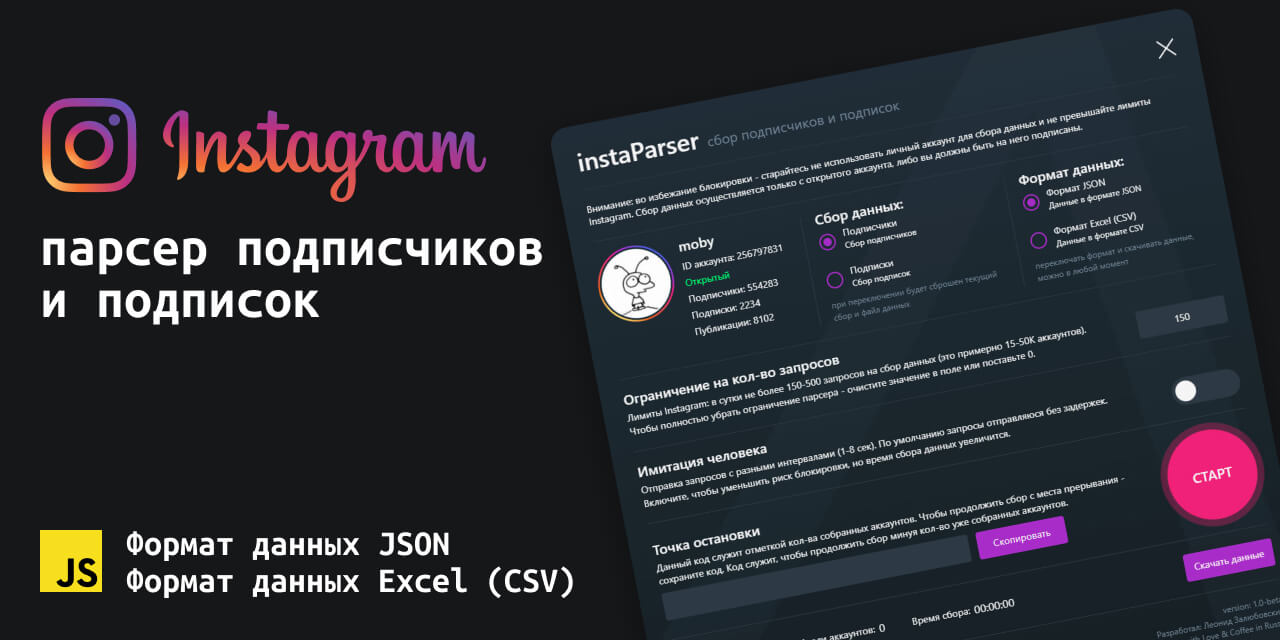 Instagram
парсер подписчиков
и подписок
JS
Формат данных JSON
Формат данных Excel (CSV)
instaParser сбор подписчиков и подписок
Внимание: во избежание блокировки - старайтесь не использовать личный аккаунт для сбора данных и не превышайте лимиты
Instagram. Сбор данных осуществляется только с открытого аккаунта, либо вы должны быть на него подписаны.
moby
ID аккаунта: 256797831
Открытый
Подписчики: 554283
Подписки: 2234
Публикации: 8102
Сбор данных:
Подписчики
Сбор подписчиков
Подписки
Сбор подписок
при переключении будет сброшен текущий
сбор и файл данных
Формат данных:
Формат JSON
Данные в формате JSON
Формат Excel (CSV)
Данные в формате CSV
переключать формат и скачивать данные,
можно в любой момент
Ограничение на кол-во запросов
Лимиты Instagram: в сутки не более 150-500 запросов на сбор данных (это примерно 15-50К аккаунтов).
Чтобы полностью убрать ограничение парсера - очистите значение в поле или поставьте 0.
150
Имитация человека
Отправка запросов с разными интервалами (1-8 сек). По умолчанию запросы отправляются без задержек.
Включите, чтобы уменьшить риск блокировки, но время сбора данных увеличится.
СТАРТ
Точка остановки
Данный код служит отметкой кол-ва собранных аккаунтов. Чтобы продолжить сбор с места прерывания -
сохраните код. Код служит, чтобы продолжить сбор минуя кол-во уже собранных аккаунтов.
Скопировать
аккаунтов: 0
Время сбора: 00:00:00
Скачать данные
version: 1.0-beta
Разработал: Леонид Залюбовский
Love & Coffee in